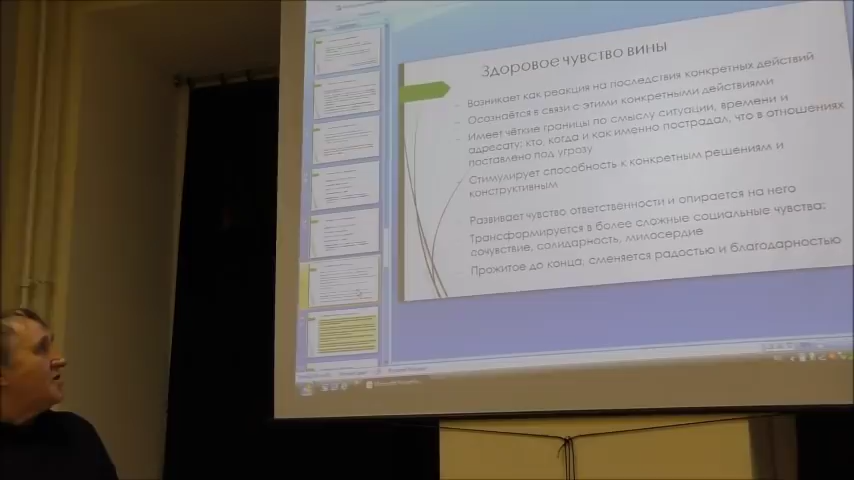 Здоровое чувство вины
- Возникает как реакция на последствия конкретных действий
- Осознаётся в связи с этими конкретными действиями
- Имеет чёткие границы по смыслу ситуации, времени и
адресату: кто, когда и как именно пострадал, что в отношениях
поставлено под угрозу
Стимулирует способность к конкретным решениям и
конструктивным
Развивает чувство ответственности и опирается на него
Трансформируется в более сложные социальные чувства:
сочувствие, солидарность, милосердие
Прожитое до конца, сменяется радостью и благодарностью